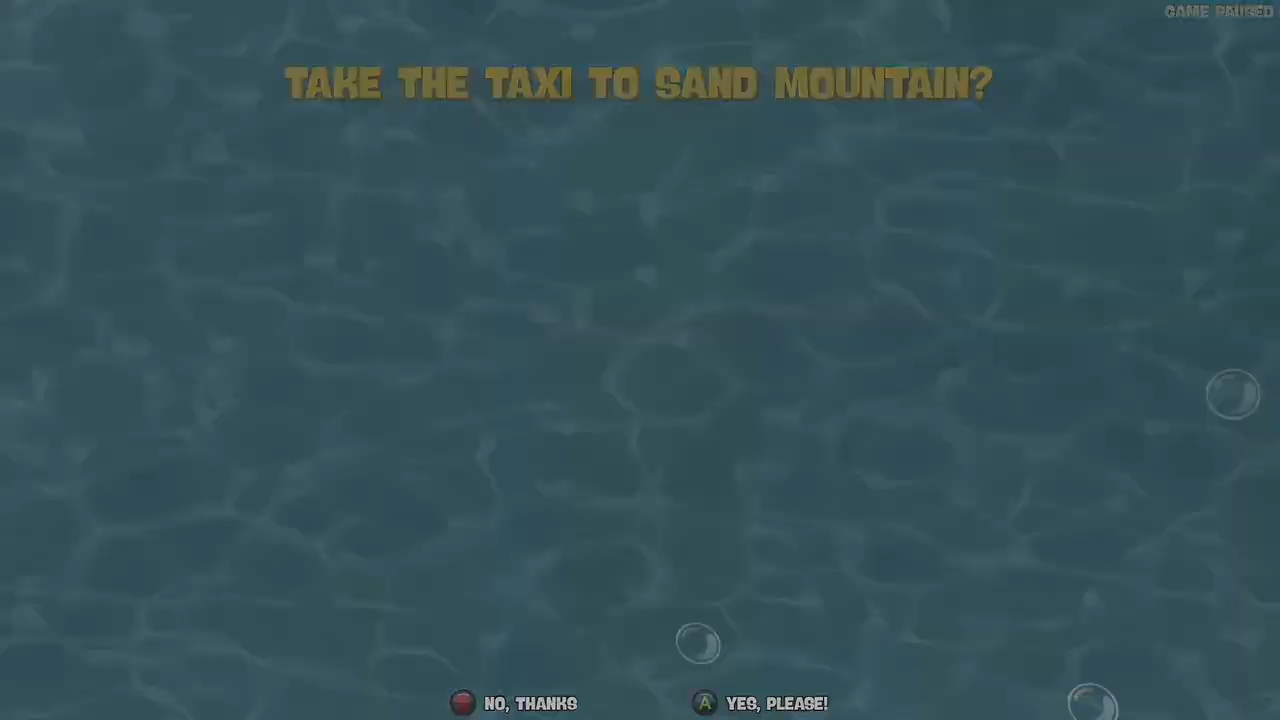 GAME PAUSED
TAKE THE TAXI TO SAND MOUNTAIN?
NO, THANKS
A YES, PLEASE!